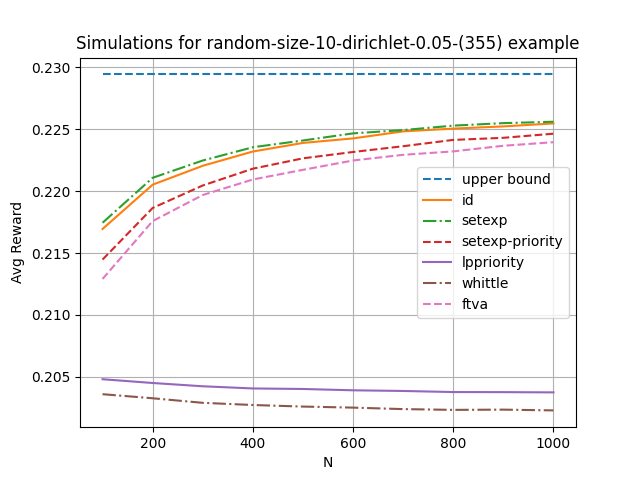 Simulations for random-size-10-dirichlet-0.05-(355) example
0.230
0.225
0.220
0.215
0.210
0.205
Avg Reward
upper bound
id
setexp
setexp-priority
lppriority
whittle
ftva
200
400
600
800
1000
N